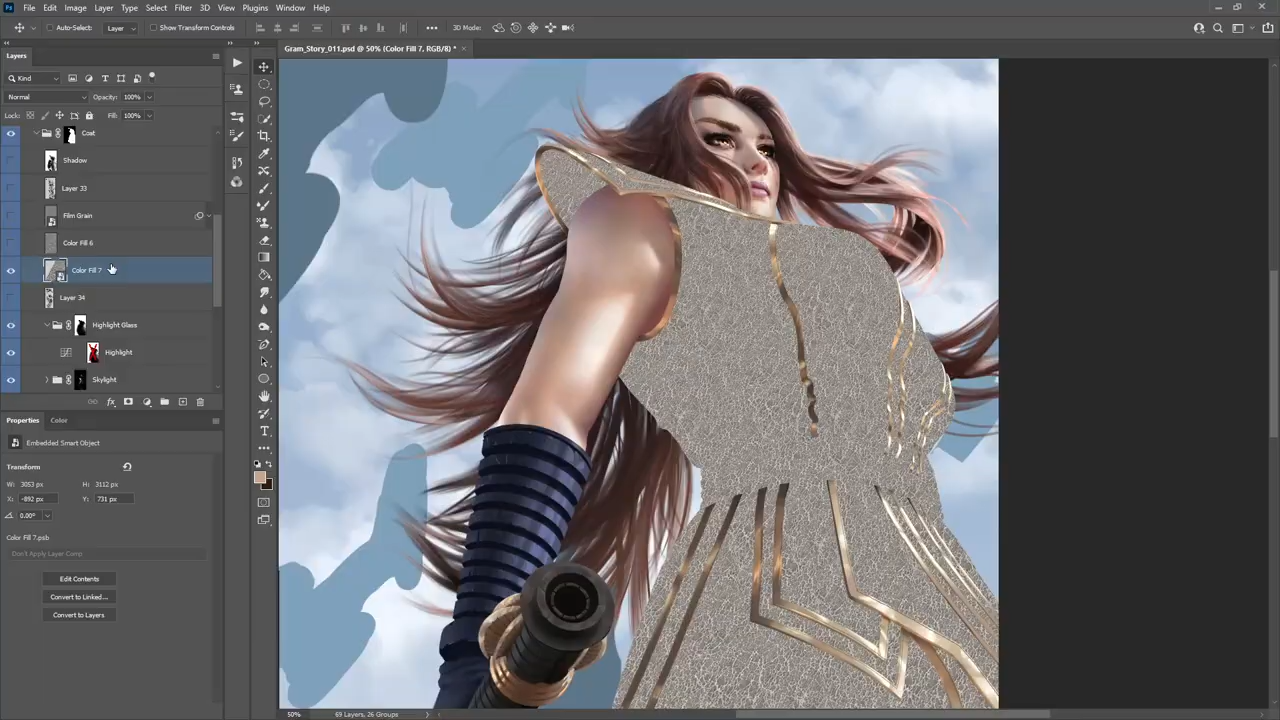 Ps File Edit Image Layer Type Select Filter 3D View Plugins Window Help
Auto-Select: Layer Show Transform Controls 3D Mode:
Layers
Gram_Story_011.psd @ 50% (Color Fill 7, RGB/8) *
Kind
Normal Opacity: 100%
Lock: Fill: 100%
Coat
Shadow
Layer 33
Film Grain
Color Fill 6
Color Fill 7
Layer 34
Highlight Glass
Highlight
Skylight
fx
Properties Color
Embedded Smart Object
Transform
W: 3053 px H: 3112 px
X: -892 px Y: 731 px
0.00°
Color Fill 7.psb
Don't Apply Layer Comp
Edit Contents
Convert to Linked...
Convert to Layers
50% 69 Layers, 26 Groups